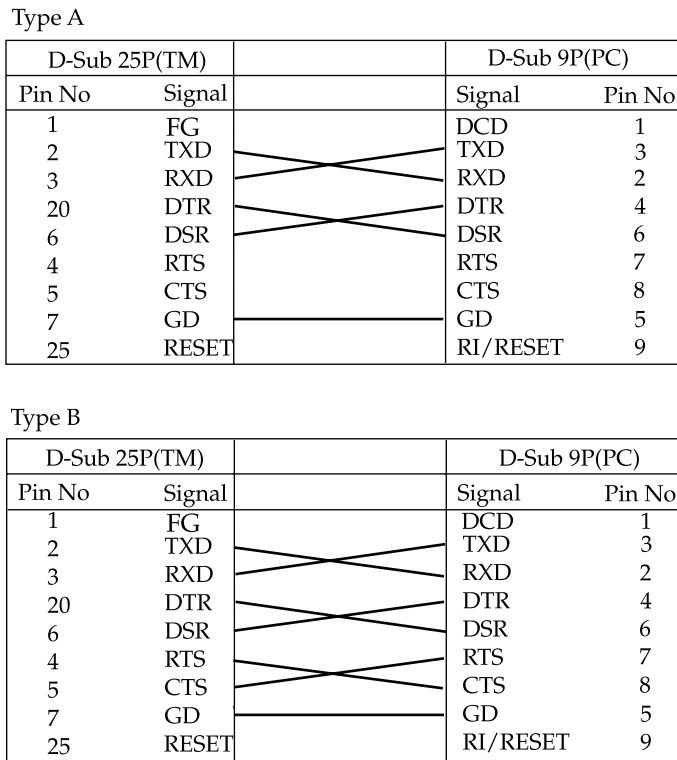 Type A
D-Sub 25P(TM) D-Sub 9P(PC)
Pin No Signal Signal Pin No
1 FG DCD 1
2 TXD TXD 3
3 RXD RXD 2
20 DTR DTR 4
6 DSR DSR 6
4 RTS RTS 7
5 CTS CTS 8
7 GD GD 5
25 RESET RI/RESET 9
Type B
D-Sub 25P(TM) D-Sub 9P(PC)
Pin No Signal Signal Pin No
1 FG DCD 1
2 TXD TXD 3
3 RXD RXD 2
20 DTR DTR 4
6 DSR DSR 6
4 RTS RTS 7
5 CTS CTS 8
7 GD GD 5
25 RESET RI/RESET 9